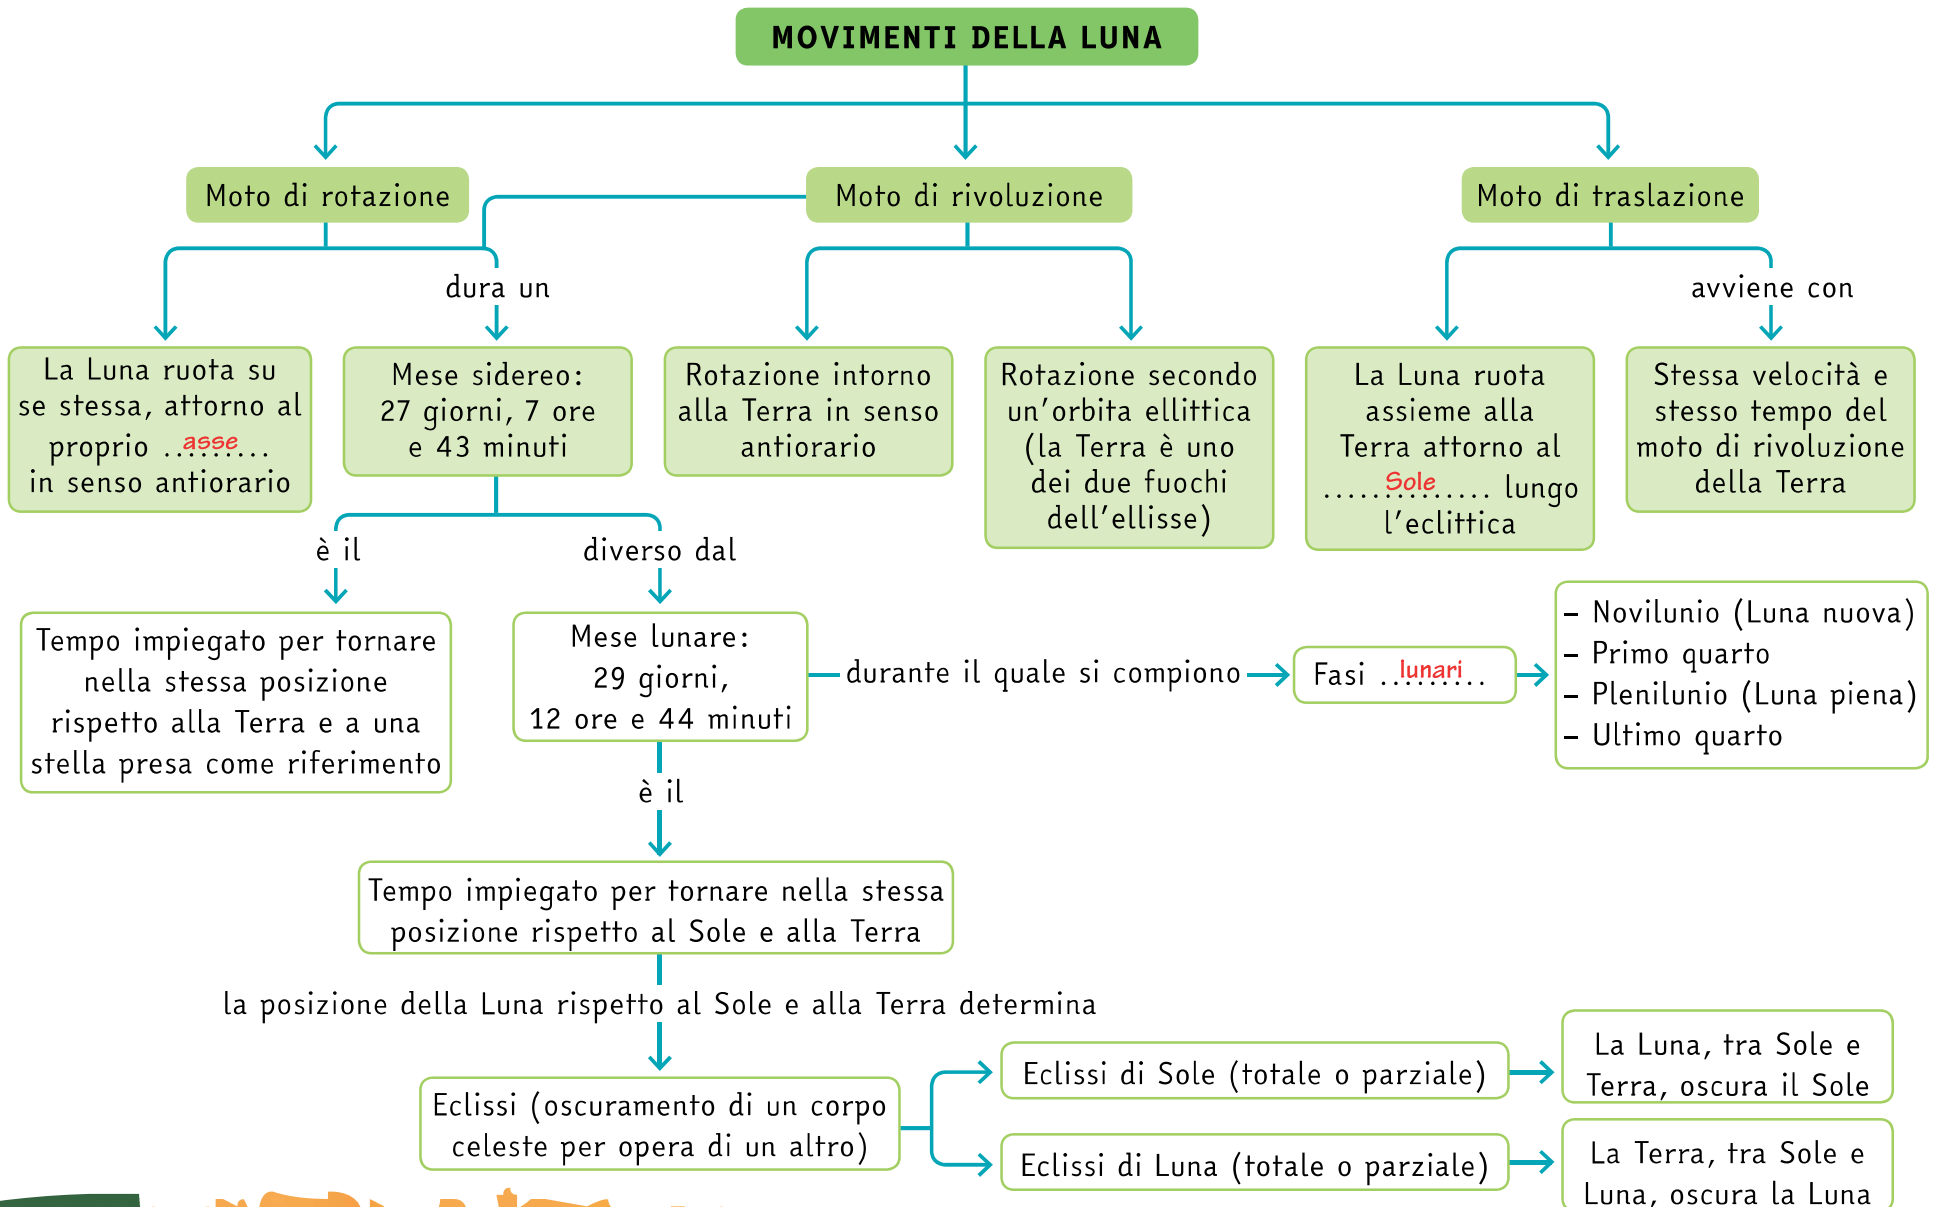 MOVIMENTI DELLA LUNA
Moto di rotazione
Moto di rivoluzione
Moto di traslazione
dura un
avviene con
La Luna ruota su
se stessa, attorno al
proprio ...asse...
in senso antiorario
Mese sidereo:
27 giorni, 7 ore
e 43 minuti
Rotazione intorno
alla Terra in senso
antiorario
Rotazione secondo
un'orbita ellittica
(la Terra è uno
dei due fuochi
dell'ellisse)
La Luna ruota
assieme alla
Terra attorno al
.....Sole..... lungo
l'eclittica
Stessa velocità e
stesso tempo del
moto di rivoluzione
della Terra
è il
diverso dal
Tempo impiegato per tornare
nella stessa posizione
rispetto alla Terra e a una
stella presa come riferimento
Mese lunare:
29 giorni,
12 ore e 44 minuti
durante il quale si compiono
Fasi ..lunari..
– Novilunio (Luna nuova)
– Primo quarto
– Plenilunio (Luna piena)
– Ultimo quarto
è il
Tempo impiegato per tornare nella stessa
posizione rispetto al Sole e alla Terra
la posizione della Luna rispetto al Sole e alla Terra determina
Eclissi (oscuramento di un corpo
celeste per opera di un altro)
Eclissi di Sole (totale o parziale)
La Luna, tra Sole e
Terra, oscura il Sole
Eclissi di Luna (totale o parziale)
La Terra, tra Sole e
Luna, oscura la Luna